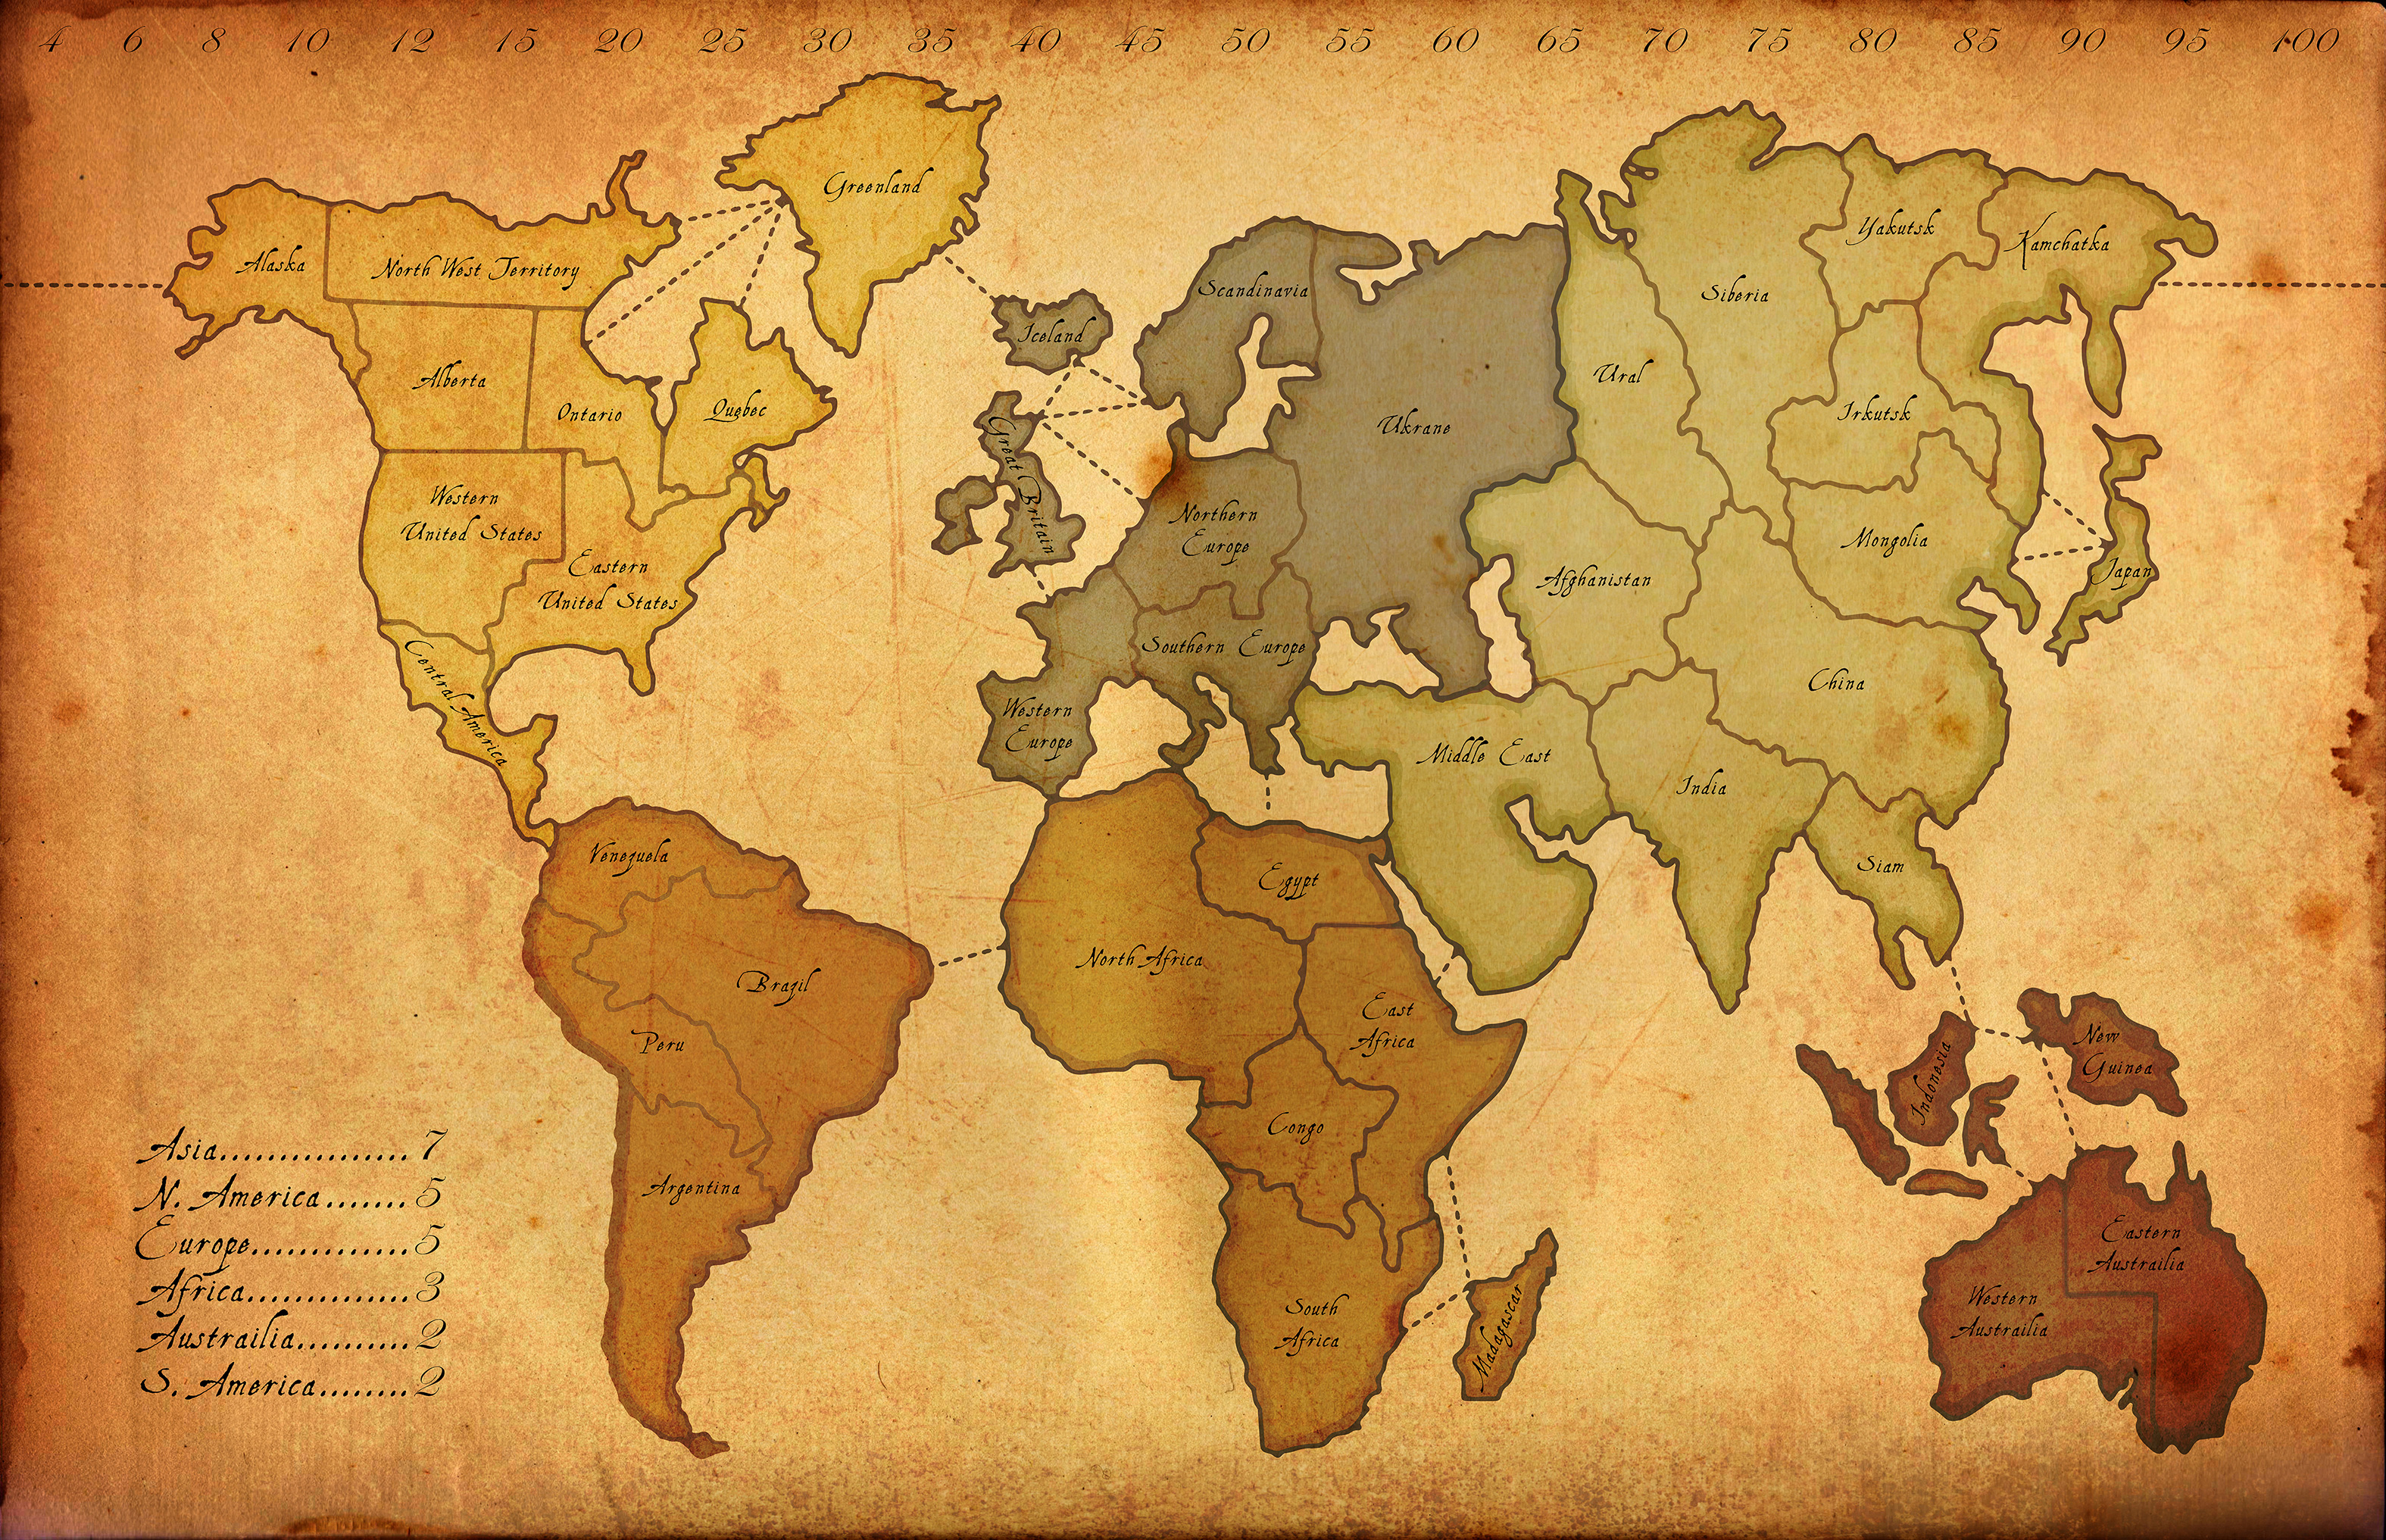 4 6 8 10 12 15 20 25 30 35 40 45 50 55 60 65 70 75 80 85 90 95 100
Greenland
Alaska
North West Territory
Alberta
Ontario
Quebec
Western
United States
Eastern
United States
Central America
Iceland
Scandinavia
Great Britain
Ukrane
Northern
Europe
Southern Europe
Western
Europe
Yakutsk
Kamchatka
Siberia
Ural
Irkutsk
Mongolia
Japan
Afghanistan
China
Middle East
India
Siam
Venezuela
Brazil
Peru
Argentina
Egypt
North Africa
East
Africa
Congo
South
Africa
Madagascar
Indonesia
New
Guinea
Eastern
Austrailia
Western
Austrailia
Asia................ 7
N. America....... 5
Europe.............5
Africa..............3
Austrailia..........2
S. America........2